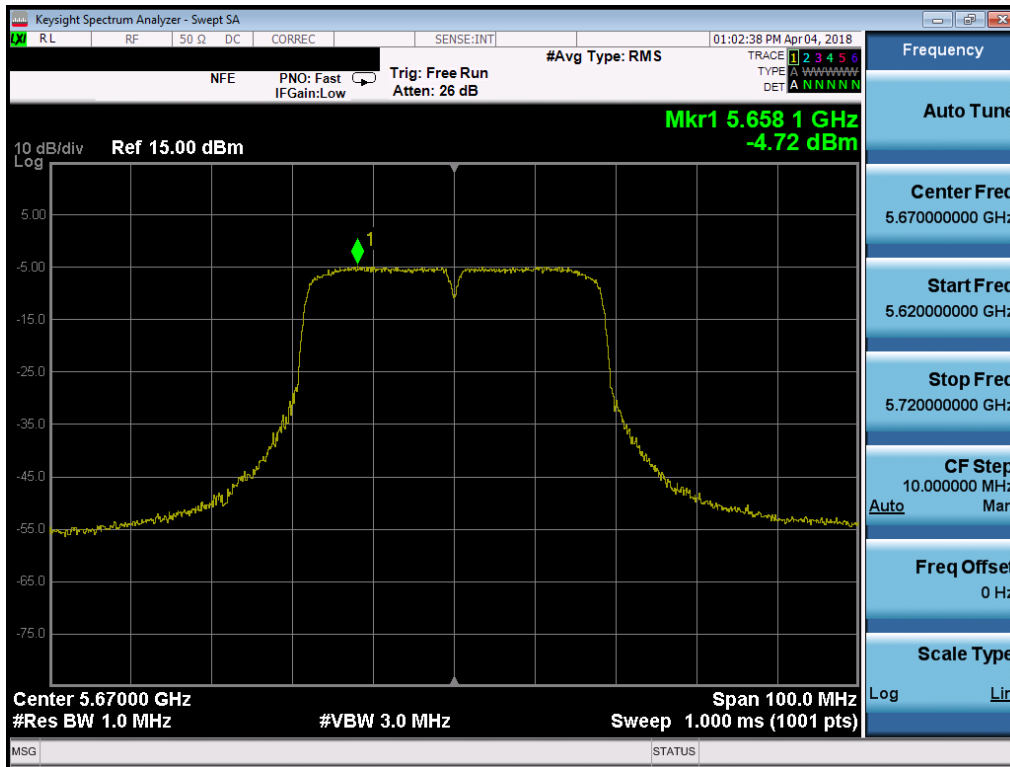 Keysight Spectrum Analyzer - Swept SA
LXI RL RF 50 Ω DC CORREC SENSE:INT 01:02:38 PM Apr 04, 2018
#Avg Type: RMS
TRACE 1 2 3 4 5 6
NFE PNO: Fast Trig: Free Run TYPE A WWWWW
IFGain:Low Atten: 26 dB DET A N N N N N
Mkr1 5.658 1 GHz
-4.72 dBm
10 dB/div Ref 15.00 dBm
Log
1
5.00
-5.00
-15.0
-25.0
-35.0
-45.0
-55.0
-65.0
-75.0
Center 5.67000 GHz Span 100.0 MHz
#Res BW 1.0 MHz #VBW 3.0 MHz Sweep 1.000 ms (1001 pts)
MSG STATUS
Frequency
Auto Tune
Center Freq
5.670000000 GHz
Start Freq
5.620000000 GHz
Stop Freq
5.720000000 GHz
CF Step
10.000000 MHz
Auto Man
Freq Offset
0 Hz
Scale Type
Log Lin